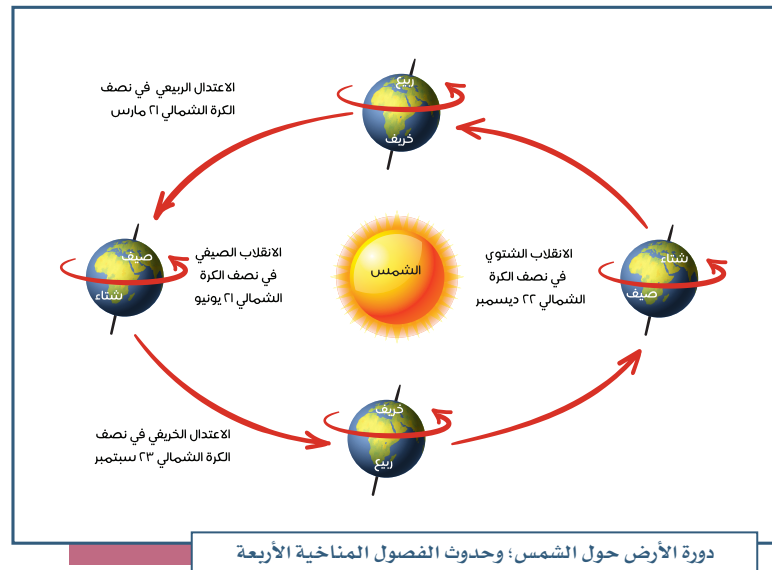 ربيع
خريف
الاعتدال الربيعي في نصف
الكرة الشمالي ٢١ مارس
شتاء
صيف
الانقلاب الشتوي
في نصف الكرة
الشمالي ٢٢ ديسمبر
الشمس
الانقلاب الصيفي
في نصف الكرة
الشمالي ٢١ يونيو
صيف
شتاء
خريف
ربيع
الاعتدال الخريفي في نصف
الكرة الشمالي ٢٣ سبتمبر
دورة الأرض حول الشمس؛ وحدوث الفصول المناخية الأربعة